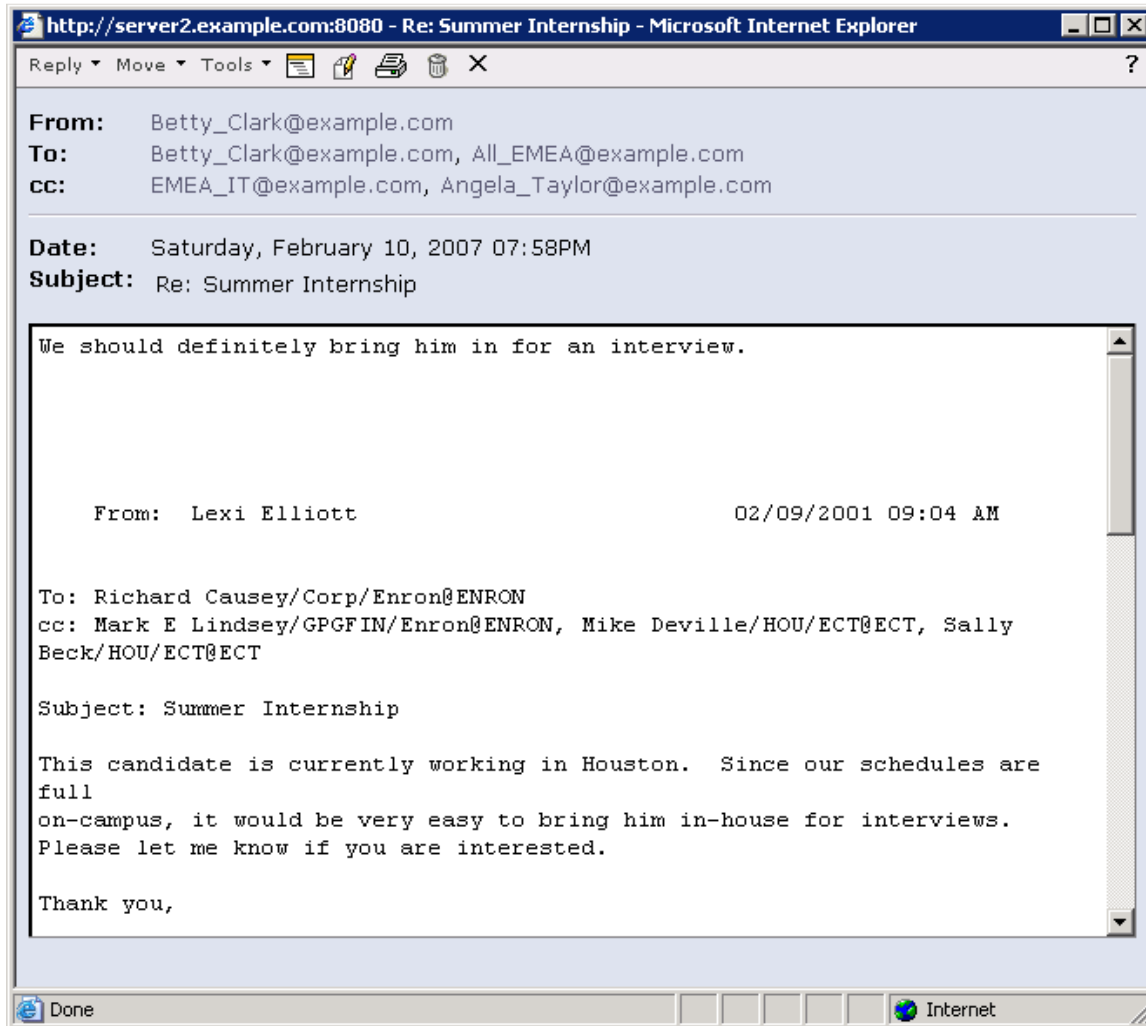 http://server2.example.com:8080 - Re: Summer Internship - Microsoft Internet Explorer
Reply Move Tools ?
From: Betty_Clark@example.com
To: Betty_Clark@example.com, All_EMEA@example.com
cc: EMEA_IT@example.com, Angela_Taylor@example.com
Date: Saturday, February 10, 2007 07:58PM
Subject: Re: Summer Internship
We should definitely bring him in for an interview.
From: Lexi Elliott 02/09/2001 09:04 AM
To: Richard Causey/Corp/Enron@ENRON
cc: Mark E Lindsey/GPGFIN/Enron@ENRON, Mike Deville/HOU/ECT@ECT, Sally
Beck/HOU/ECT@ECT
Subject: Summer Internship
This candidate is currently working in Houston.  Since our schedules are
full
on-campus, it would be very easy to bring him in-house for interviews.
Please let me know if you are interested.
Thank you,
Done Internet